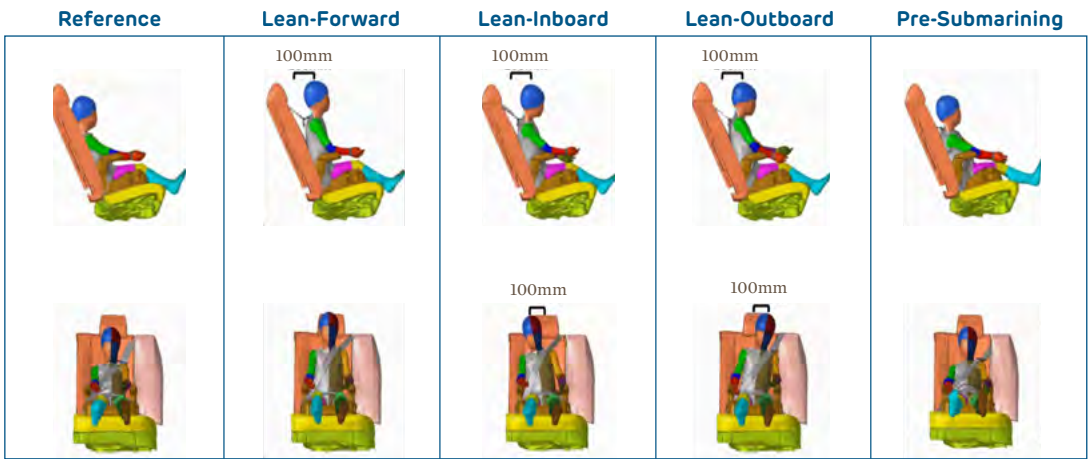 Reference Lean-Forward Lean-Inboard Lean-Outboard Pre-Submarining
100mm 100mm 100mm
100mm 100mm